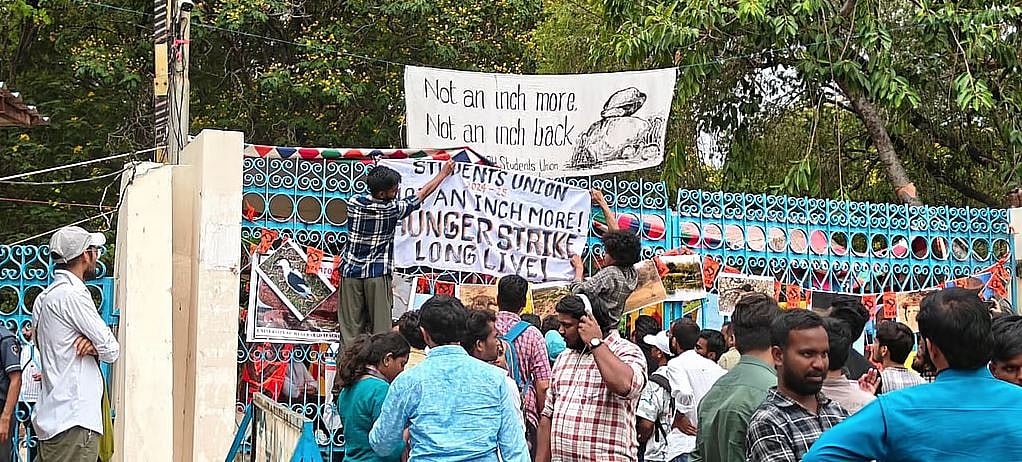 Not an inch more.
Not an inch back
Students Union
STUDENTS UNION
AN INCH MORE!
HUNGER STRIKE
LONG LIVE!